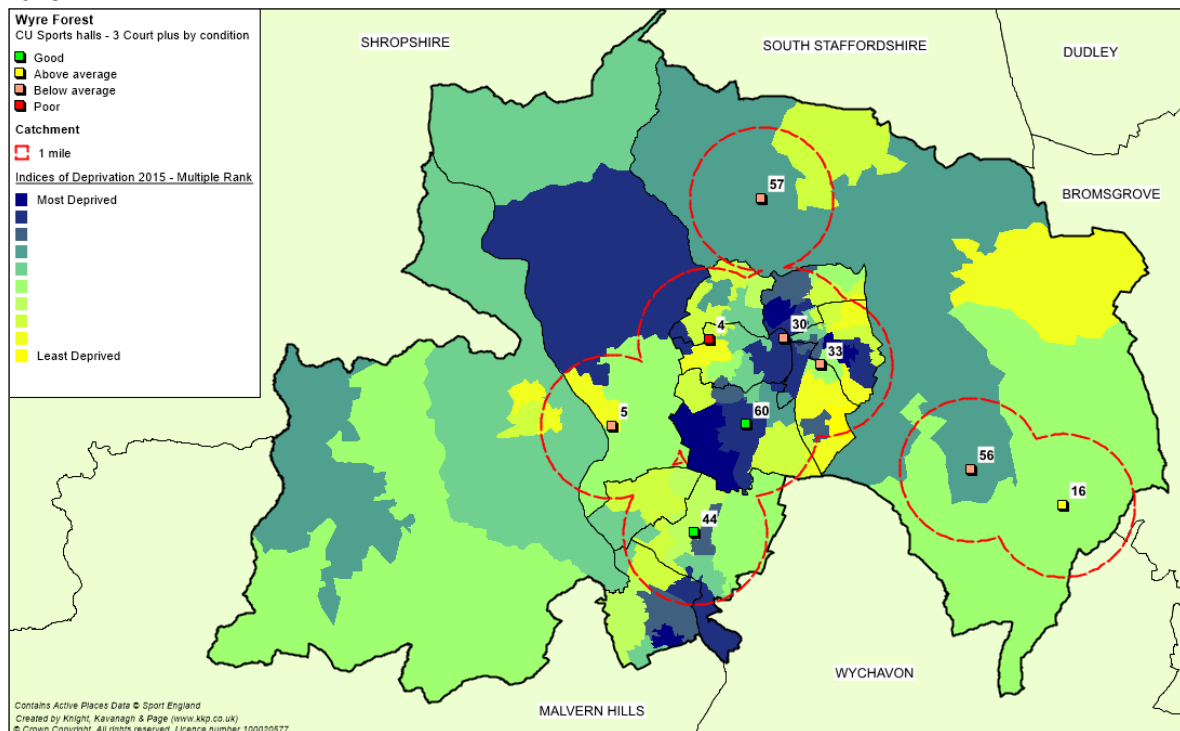 Wyre Forest
CU Sports halls - 3 Court plus by condition
Good
Above average
Below average
Poor
Catchment
1 mile
Indices of Deprivation 2015 - Multiple Rank
Most Deprived
Least Deprived
SHROPSHIRE
SOUTH STAFFORDSHIRE
DUDLEY
BROMSGROVE
57
4
30
33
5
60
56
16
44
WYCHAVON
MALVERN HILLS
Contains Active Places Data © Sport England
Created by Knight, Kavanagh & Page (www.kkp.co.uk)
© Crown Copyright. All rights reserved. Licence number 100020577